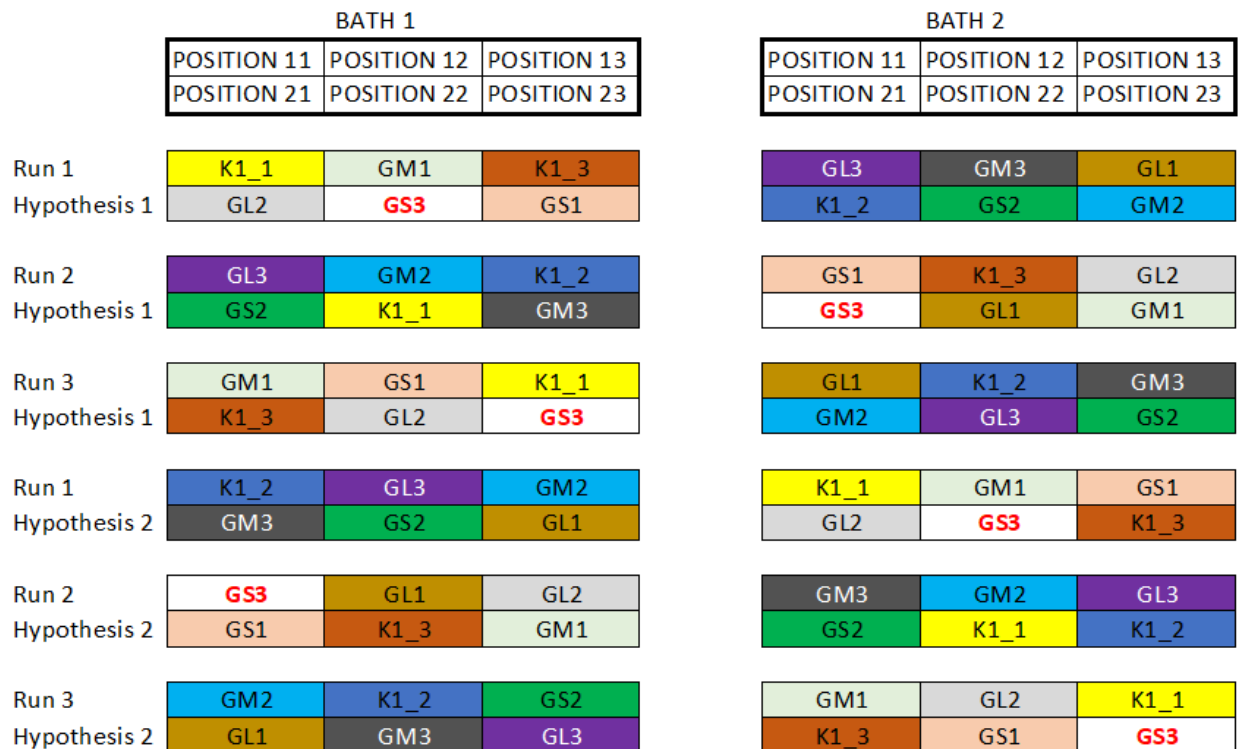 BATH 1 BATH 2
POSITION 11 POSITION 12 POSITION 13 POSITION 11 POSITION 12 POSITION 13
POSITION 21 POSITION 22 POSITION 23 POSITION 21 POSITION 22 POSITION 23
Run 1 K1_1 GM1 K1_3 GL3 GM3 GL1
Hypothesis 1 GL2 GS3 GS1 K1_2 GS2 GM2
Run 2 GL3 GM2 K1_2 GS1 K1_3 GL2
Hypothesis 1 GS2 K1_1 GM3 GS3 GL1 GM1
Run 3 GM1 GS1 K1_1 GL1 K1_2 GM3
Hypothesis 1 K1_3 GL2 GS3 GM2 GL3 GS2
Run 1 K1_2 GL3 GM2 K1_1 GM1 GS1
Hypothesis 2 GM3 GS2 GL1 GL2 GS3 K1_3
Run 2 GS3 GL1 GL2 GM3 GM2 GL3
Hypothesis 2 GS1 K1_3 GM1 GS2 K1_1 K1_2
Run 3 GM2 K1_2 GS2 GM1 GL2 K1_1
Hypothesis 2 GL1 GM3 GL3 K1_3 GS1 GS3